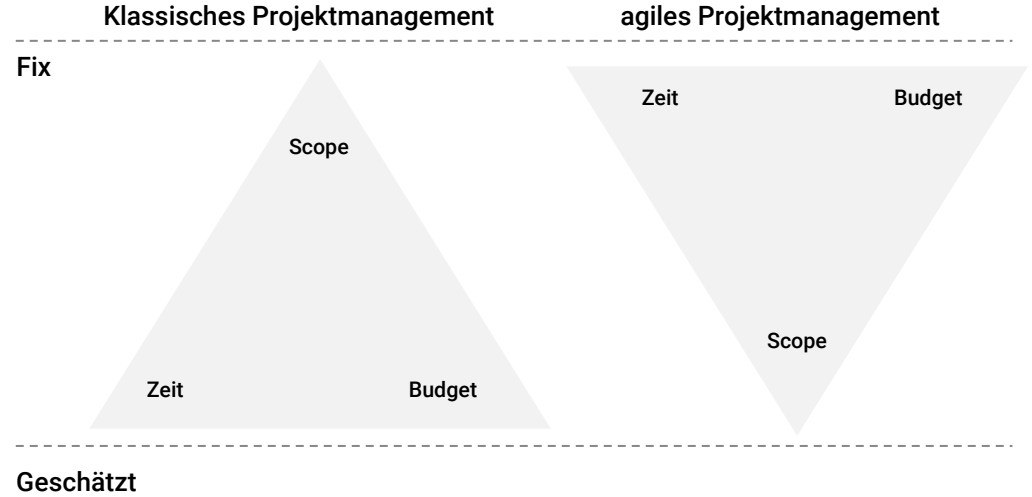 Klassisches Projektmanagement
agiles Projektmanagement
Fix
Scope
Zeit
Budget
Zeit
Budget
Scope
Geschätzt